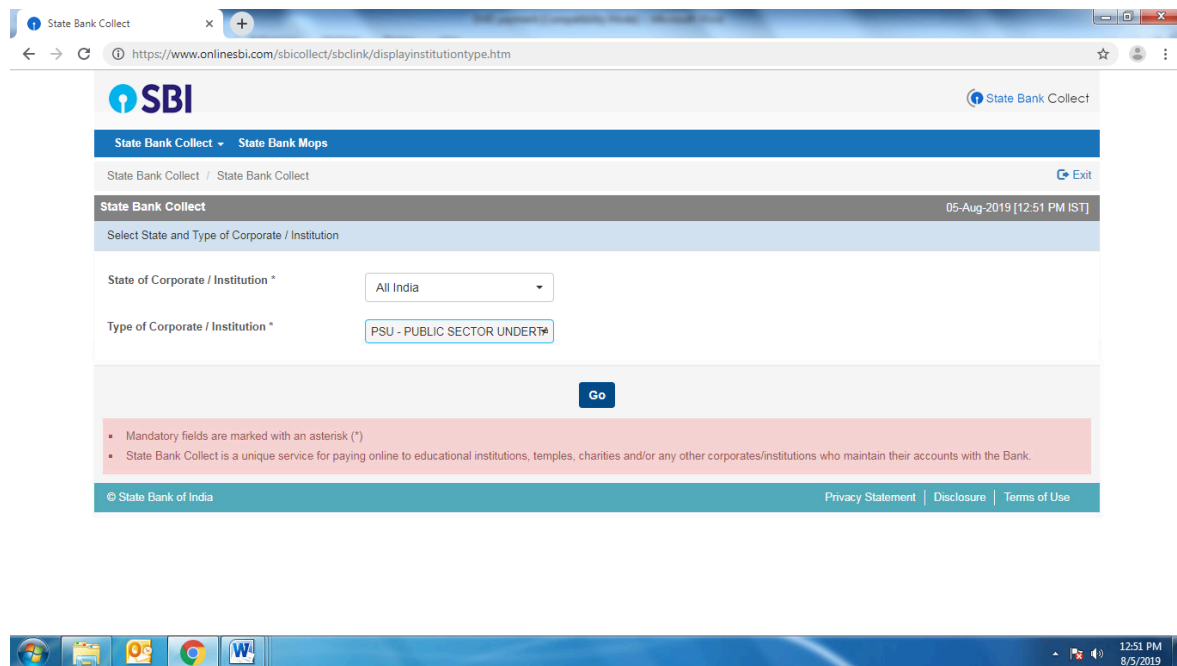 State Bank Collect
https://www.onlinesbi.com/sbicollect/sbclink/displayinstitutiontype.htm
SBI
State Bank Collect
State Bank Collect State Bank Mops
State Bank Collect / State Bank Collect
Exit
State Bank Collect
05-Aug-2019 [12:51 PM IST]
Select State and Type of Corporate / Institution
State of Corporate / Institution *
All India
Type of Corporate / Institution *
PSU - PUBLIC SECTOR UNDERTA
Go
Mandatory fields are marked with an asterisk (*)
State Bank Collect is a unique service for paying online to educational institutions, temples, charities and/or any other corporates/institutions who maintain their accounts with the Bank.
© State Bank of India
Privacy Statement | Disclosure | Terms of Use
12:51 PM
8/5/2019